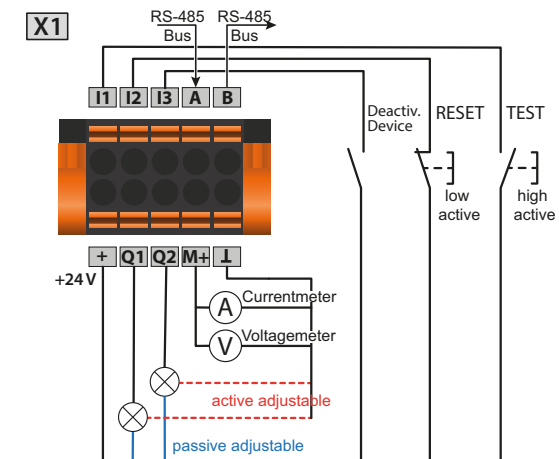 X1
RS-485 RS-485
Bus Bus
I1 I2 I3 A B
Deactiv.
Device
RESET
TEST
low
active
high
active
+ Q1 Q2 M+ ⊥
+24V
A Currentmeter
V Voltagemeter
active adjustable
passive adjustable